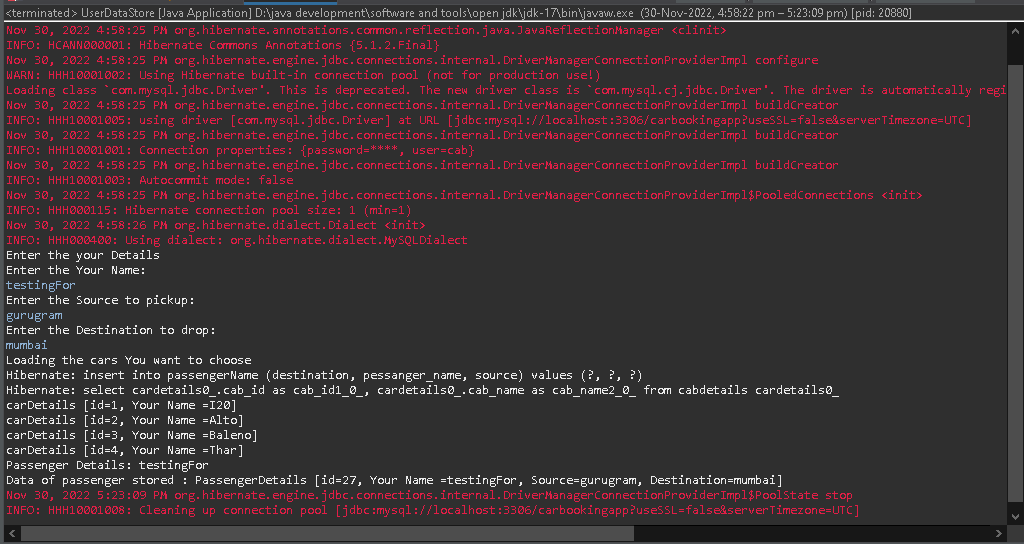 <terminated> UserDataStore [Java Application] D:\java development\software and tools\open jdk\jdk-17\bin\javaw.exe (30-Nov-2022, 4:58:22 pm – 5:23:09 pm) [pid: 20880]
Nov 30, 2022 4:58:25 PM org.hibernate.annotations.common.reflection.java.JavaReflectionManager <clinit>
INFO: HCANN000001: Hibernate Commons Annotations {5.1.2.Final}
Nov 30, 2022 4:58:25 PM org.hibernate.engine.jdbc.connections.internal.DriverManagerConnectionProviderImpl configure
WARN: HHH10001002: Using Hibernate built-in connection pool (not for production use!)
Loading class `com.mysql.jdbc.Driver'. This is deprecated. The new driver class is `com.mysql.cj.jdbc.Driver'. The driver is automatically regi
Nov 30, 2022 4:58:25 PM org.hibernate.engine.jdbc.connections.internal.DriverManagerConnectionProviderImpl buildCreator
INFO: HHH10001005: using driver [com.mysql.jdbc.Driver] at URL [jdbc:mysql://localhost:3306/carbookingapp?useSSL=false&serverTimezone=UTC]
Nov 30, 2022 4:58:25 PM org.hibernate.engine.jdbc.connections.internal.DriverManagerConnectionProviderImpl buildCreator
INFO: HHH10001001: Connection properties: {password=****, user=cab}
Nov 30, 2022 4:58:25 PM org.hibernate.engine.jdbc.connections.internal.DriverManagerConnectionProviderImpl buildCreator
INFO: HHH10001003: Autocommit mode: false
Nov 30, 2022 4:58:25 PM org.hibernate.engine.jdbc.connections.internal.DriverManagerConnectionProviderImpl$PooledConnections <init>
INFO: HHH000115: Hibernate connection pool size: 1 (min=1)
Nov 30, 2022 4:58:26 PM org.hibernate.dialect.Dialect <init>
INFO: HHH000400: Using dialect: org.hibernate.dialect.MySQLDialect
Enter the your Details
Enter the Your Name:
testingFor
Enter the Source to pickup:
gurugram
Enter the Destination to drop:
mumbai
Loading the cars You want to choose
Hibernate: insert into passengerName (destination, pessanger_name, source) values (?, ?, ?)
Hibernate: select cardetails0_.cab_id as cab_id1_0_, cardetails0_.cab_name as cab_name2_0_ from cabdetails cardetails0_
carDetails [id=1, Your Name =I20]
carDetails [id=2, Your Name =Alto]
carDetails [id=3, Your Name =Baleno]
carDetails [id=4, Your Name =Thar]
Passenger Details: testingFor
Data of passenger stored : PassengerDetails [id=27, Your Name =testingFor, Source=gurugram, Destination=mumbai]
Nov 30, 2022 5:23:09 PM org.hibernate.engine.jdbc.connections.internal.DriverManagerConnectionProviderImpl$PoolState stop
INFO: HHH10001008: Cleaning up connection pool [jdbc:mysql://localhost:3306/carbookingapp?useSSL=false&serverTimezone=UTC]